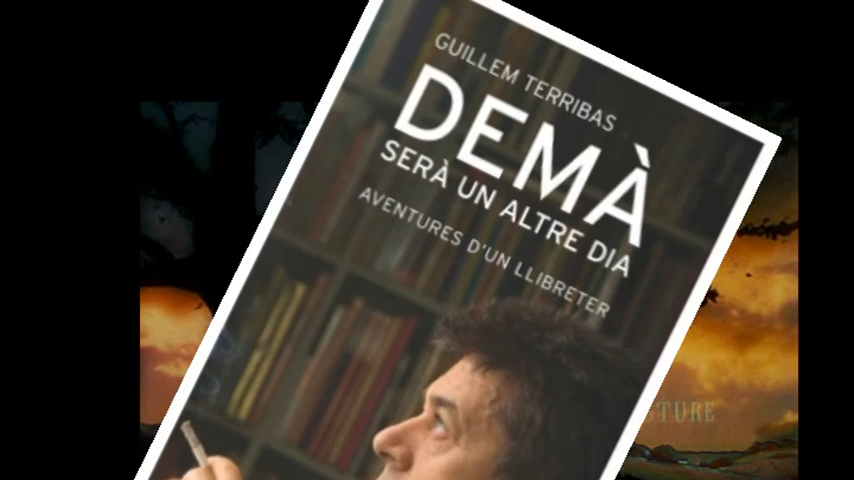 GUILLEM TERRIBAS
DEMÀ
SERÀ UN ALTRE DIA
AVENTURES D'UN LLIBRETER